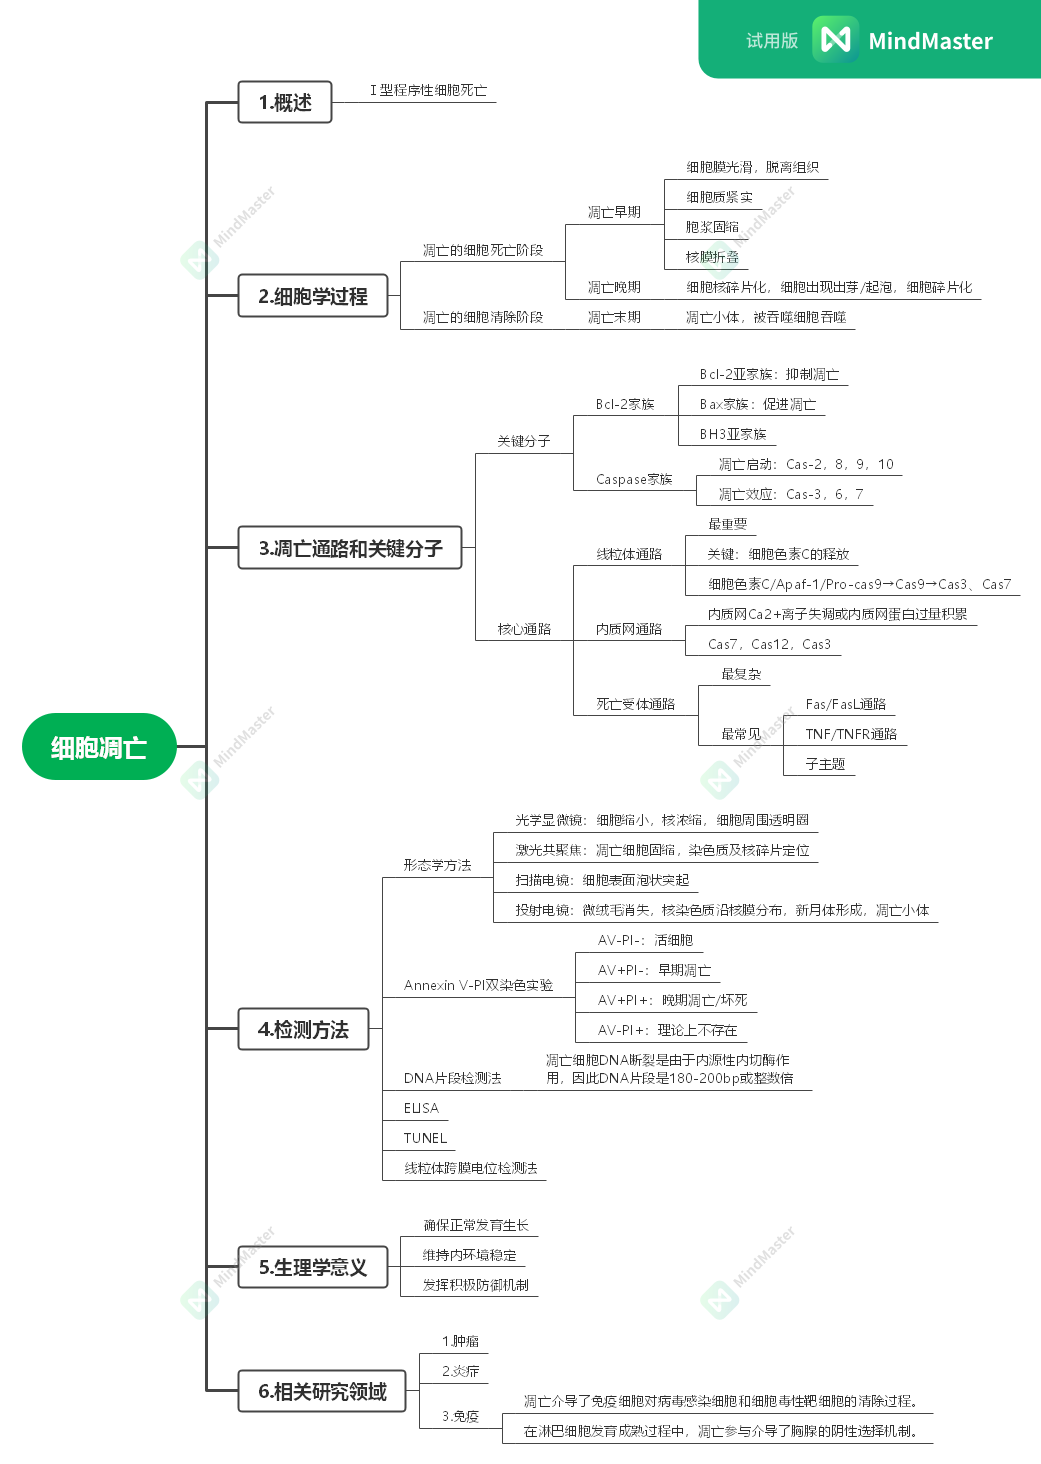 试用版 MindMaster
细胞凋亡
1.概述
Ⅰ型程序性细胞死亡
2.细胞学过程
凋亡的细胞死亡阶段
凋亡早期
细胞膜光滑，脱离组织
细胞质紧实
胞浆固缩
核膜折叠
凋亡晚期
细胞核碎片化，细胞出现出芽/起泡，细胞碎片化
凋亡的细胞清除阶段
凋亡末期
凋亡小体，被吞噬细胞吞噬
3.凋亡通路和关键分子
关键分子
Bcl-2家族
Bcl-2亚家族：抑制凋亡
Bax家族：促进凋亡
BH3亚家族
Caspase家族
凋亡启动：Cas-2，8，9，10
凋亡效应：Cas-3，6，7
核心通路
线粒体通路
最重要
关键：细胞色素C的释放
细胞色素C/Apaf-1/Pro-cas9→Cas9→Cas3、Cas7
内质网通路
内质网Ca2+离子失调或内质网蛋白过量积累
Cas7，Cas12，Cas3
死亡受体通路
最复杂
最常见
Fas/FasL通路
TNF/TNFR通路
子主题
4.检测方法
形态学方法
光学显微镜：细胞缩小，核浓缩，细胞周围透明圈
激光共聚焦：凋亡细胞固缩，染色质及核碎片定位
扫描电镜：细胞表面泡状突起
投射电镜：微绒毛消失，核染色质沿核膜分布，新月体形成，凋亡小体
Annexin V-PI双染色实验
AV-PI-：活细胞
AV+PI-：早期凋亡
AV+PI+：晚期凋亡/坏死
AV-PI+：理论上不存在
DNA片段检测法
凋亡细胞DNA断裂是由于内源性内切酶作
用，因此DNA片段是180-200bp或整数倍
ELISA
TUNEL
线粒体跨膜电位检测法
5.生理学意义
确保正常发育生长
维持内环境稳定
发挥积极防御机制
6.相关研究领域
1.肿瘤
2.炎症
3.免疫
凋亡介导了免疫细胞对病毒感染细胞和细胞毒性靶细胞的清除过程。
在淋巴细胞发育成熟过程中，凋亡参与介导了胸腺的阴性选择机制。
MindMaster
MindMaster
MindMaster
MindMaster
MindMaster
MindMaster